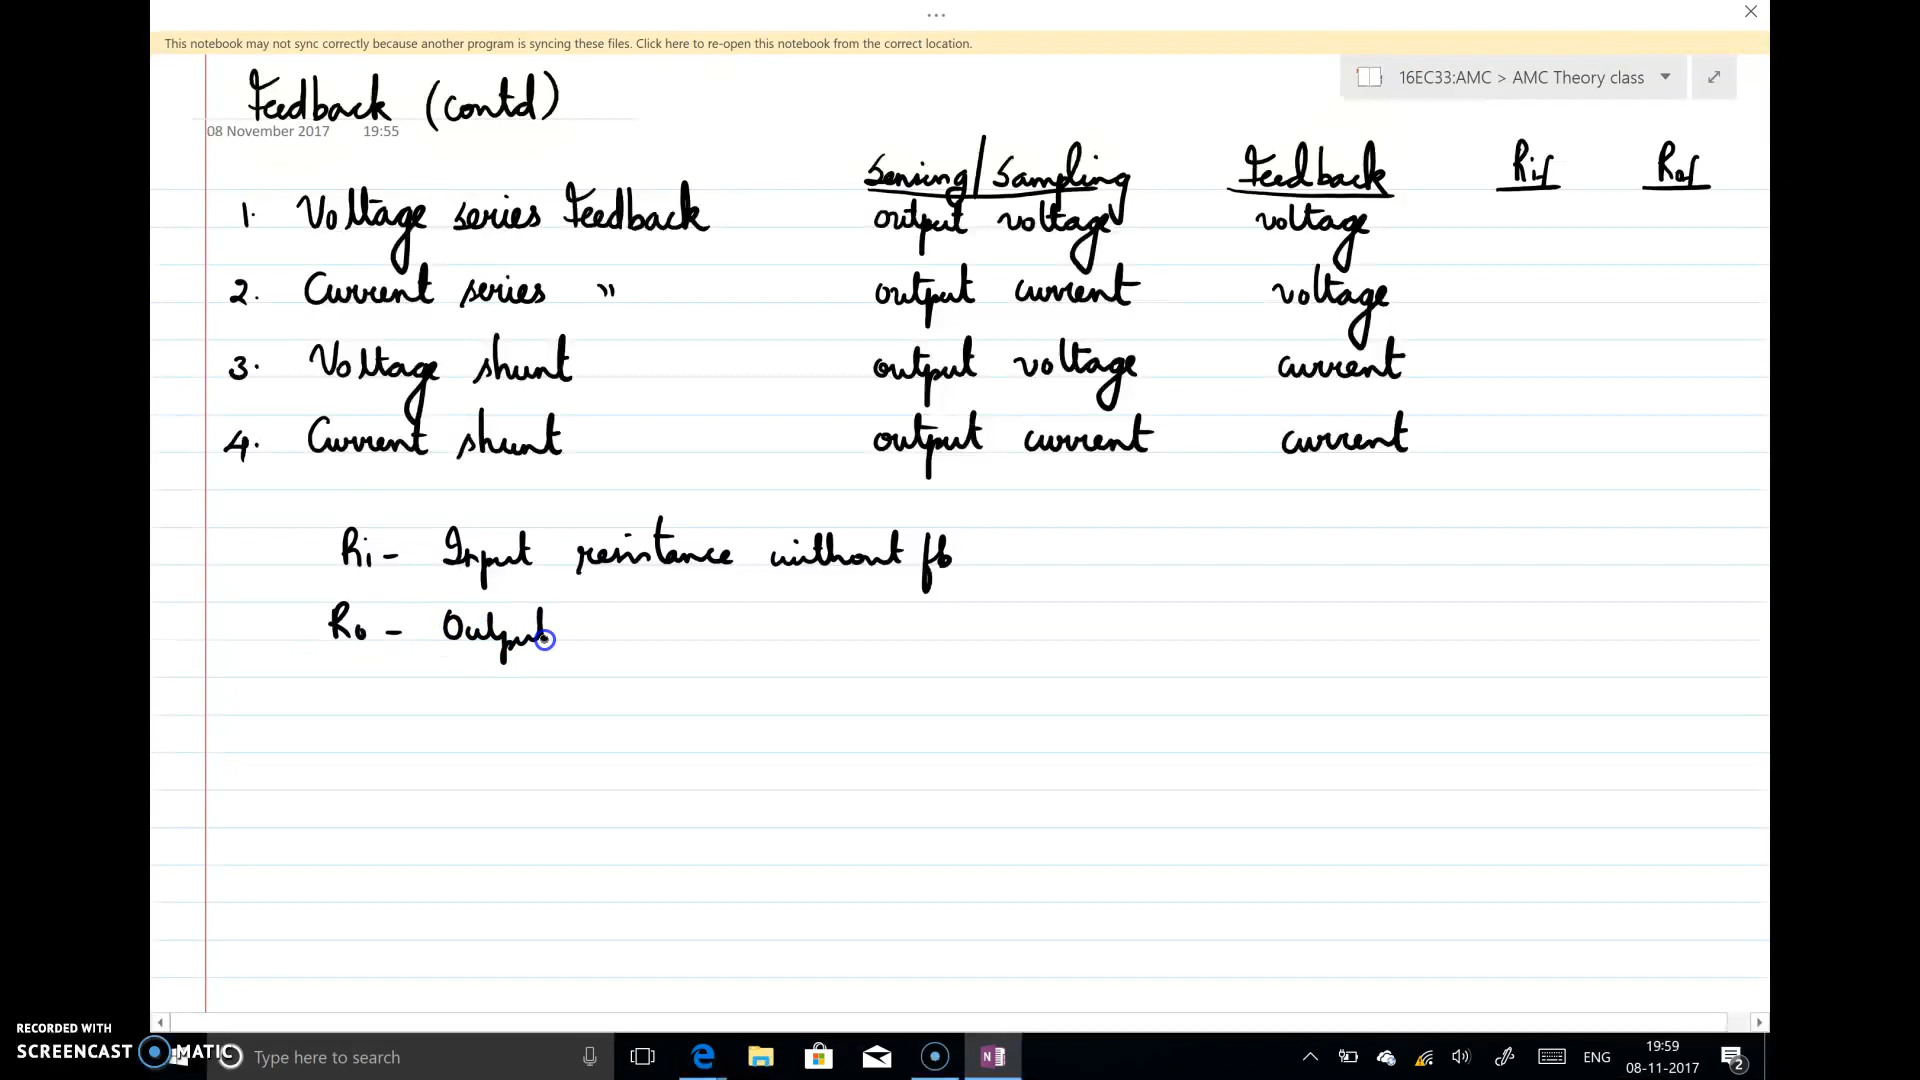 This notebook may not sync correctly because another program is syncing these files. Click here to re-open this notebook from the correct location.
16EC33:AMC > AMC Theory class
Feedback (contd)
08 November 2017 19:55
Sensing/Sampling Feedback Rif Rof
1. Voltage series Feedback output voltage voltage
2. Current series " output current voltage
3. Voltage shunt output voltage current
4. Current shunt output current current
Ri - Input resistance without fb
Ro - Output
RECORDED WITH
SCREENCAST MATIC
Type here to search
ENG
19:59
08-11-2017
2